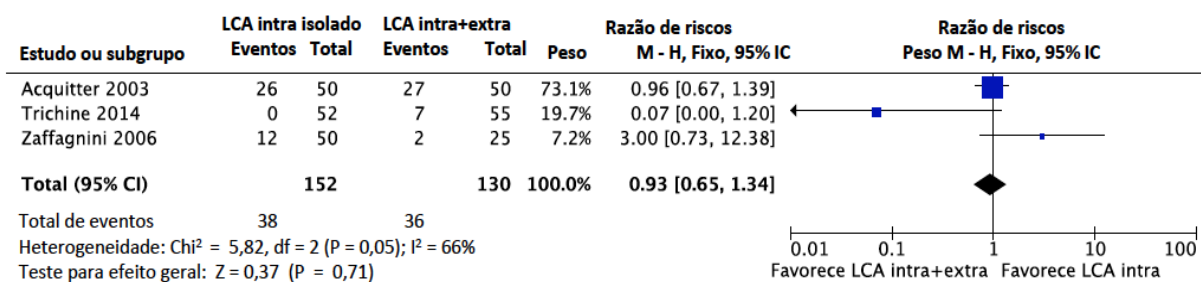 LCA intra isolado LCA intra+extra Razão de riscos Razão de riscos
Estudo ou subgrupo Eventos Total Eventos Total Peso M - H, Fixo, 95% IC Peso M - H, Fixo, 95% IC
Acquitter 2003 26 50 27 50 73.1% 0.96 [0.67, 1.39]
Trichine 2014 0 52 7 55 19.7% 0.07 [0.00, 1.20]
Zaffagnini 2006 12 50 2 25 7.2% 3.00 [0.73, 12.38]
Total (95% CI) 152 130 100.0% 0.93 [0.65, 1.34]
Total de eventos 38 36
Heterogeneidade: Chi² = 5,82, df = 2 (P = 0,05); I² = 66%
Teste para efeito geral: Z = 0,37 (P = 0,71)
0.01 0.1 1 10 100
Favorece LCA intra+extra Favorece LCA intra